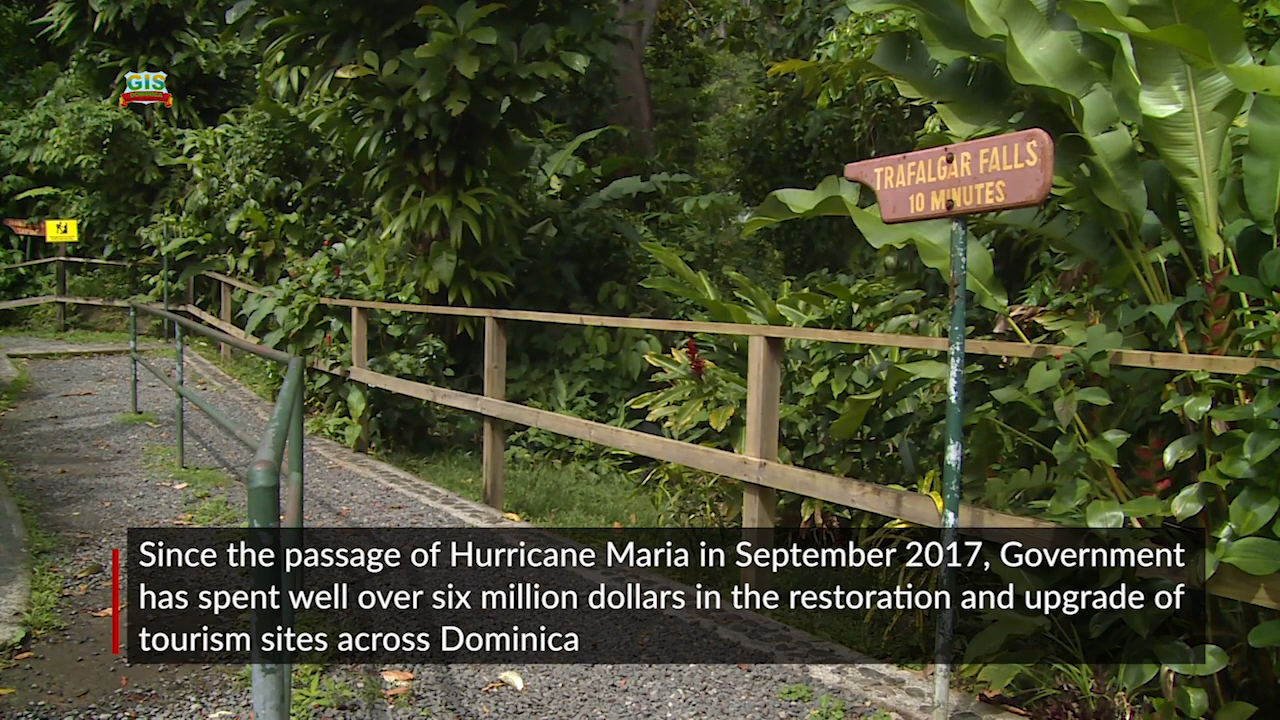 GIS
DOMINICA
TRAFALGAR FALLS
10 MINUTES
Since the passage of Hurricane Maria in September 2017, Government
has spent well over six million dollars in the restoration and upgrade of
tourism sites across Dominica